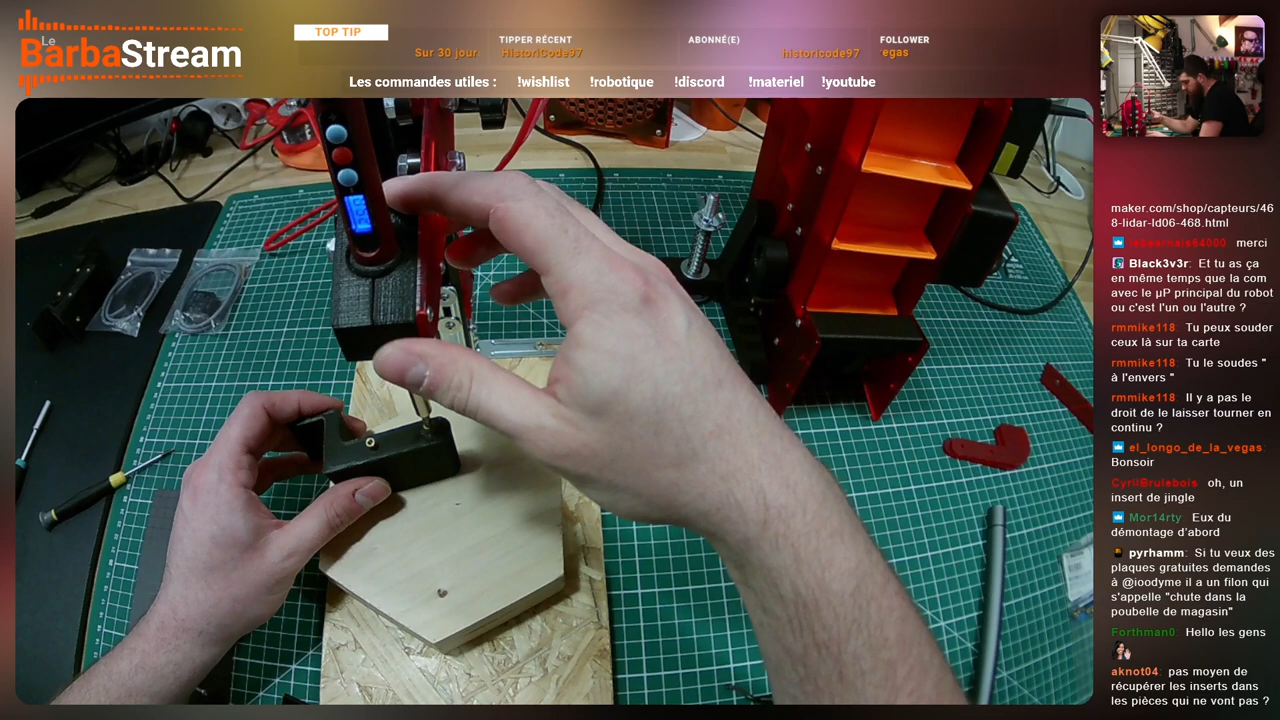 Le
BarbaStream
TOP TIP
Sur 30 jour
TIPPER RÉCENT
HistoriCode97
ABONNÉ(E)
historicode97
FOLLOWER
egas
Les commandes utiles : !wishlist !robotique !discord !materiel !youtube
maker.com/shop/capteurs/46
8-lidar-ld06-468.html
merci
Black3v3r: Et tu as ça
en même temps que la com
avec le µP principal du robot
ou c'est l'un ou l'autre ?
rmmike118: Tu peux souder
ceux là sur ta carte
rmmike118: Tu le soudes "
à l'envers "
rmmike118: Il y a pas le
droit de le laisser tourner en
continu ?
el_longo_de_la_vegas:
Bonsoir
CyrilBrulebois: oh, un
insert de jingle
Mor14rty: Eux du
démontage d'abord
pyrhamm: Si tu veux des
plaques gratuites demandes
à @ioodyme il a un filon qui
s'appelle "chute dans la
poubelle de magasin"
Forthman0: Hello les gens
aknot04: pas moyen de
récupérer les inserts dans
les pièces qui ne vont pas ?